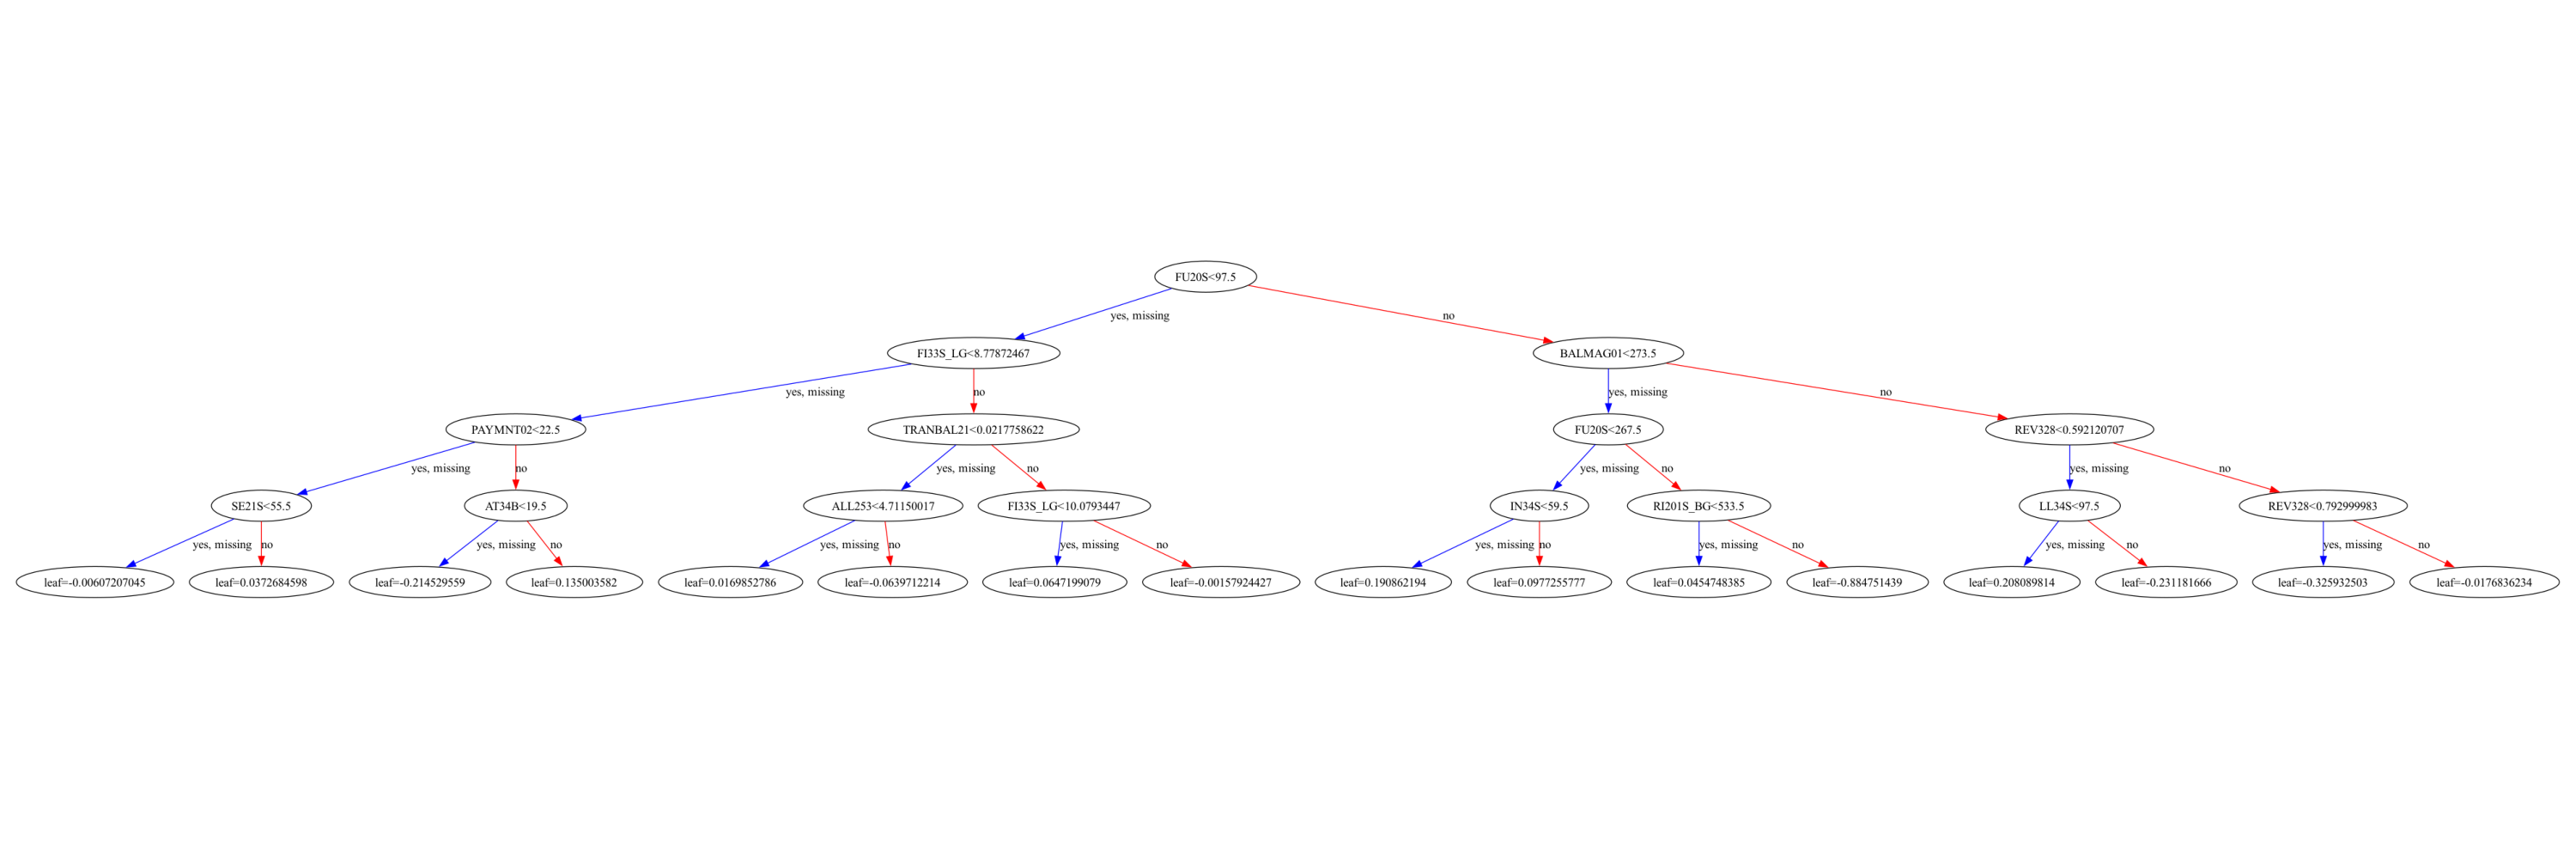 FU20S<97.5
yes, missing
no
FI33S_LG<8.77872467
BALMAG01<273.5
yes, missing
no
yes, missing
no
PAYMNT02<22.5
TRANBAL21<0.0217758622
FU20S<267.5
REV328<0.592120707
yes, missing
no
yes, missing
no
yes, missing
no
yes, missing
no
SE21S<55.5
AT34B<19.5
ALL253<4.71150017
FI33S_LG<10.0793447
IN34S<59.5
RI201S_BG<533.5
LL34S<97.5
REV328<0.792999983
yes, missing
no
yes, missing
no
yes, missing
no
yes, missing
no
yes, missing
no
yes, missing
no
yes, missing
no
yes, missing
no
leaf=-0.00607207045
leaf=0.0372684598
leaf=-0.214529559
leaf=0.135003582
leaf=0.0169852786
leaf=-0.0639712214
leaf=0.0647199079
leaf=-0.00157924427
leaf=0.190862194
leaf=0.0977255777
leaf=0.0454748385
leaf=-0.884751439
leaf=0.208089814
leaf=-0.231181666
leaf=-0.325932503
leaf=-0.0176836234